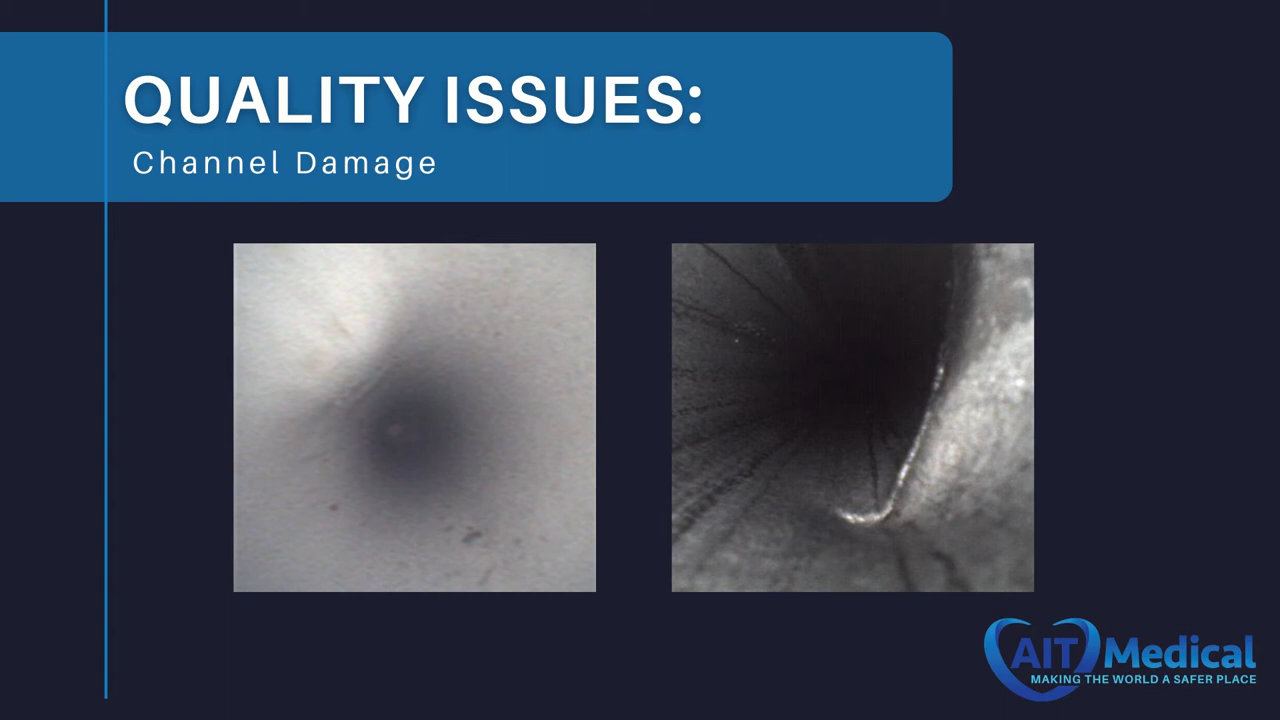 QUALITY ISSUES:
Channel Damage
AIT Medical
MAKING THE WORLD A SAFER PLACE